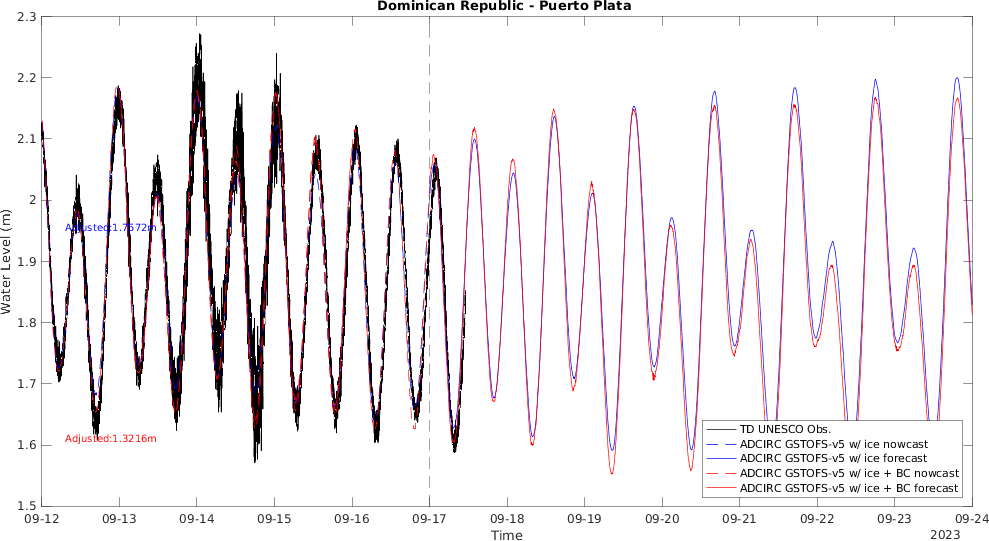 Dominican Republic - Puerto Plata
Water Level (m)
2.3
2.2
2.1
2
1.9
1.8
1.7
1.6
1.5
Adjusted:1.7572m
Adjusted:1.3216m
TD UNESCO Obs.
ADCIRC GSTOFS-v5 w/ ice nowcast
ADCIRC GSTOFS-v5 w/ ice forecast
ADCIRC GSTOFS-v5 w/ ice + BC nowcast
ADCIRC GSTOFS-v5 w/ ice + BC forecast
09-12 09-13 09-14 09-15 09-16 09-17 09-18 09-19 09-20 09-21 09-22 09-23 09-24
Time
2023